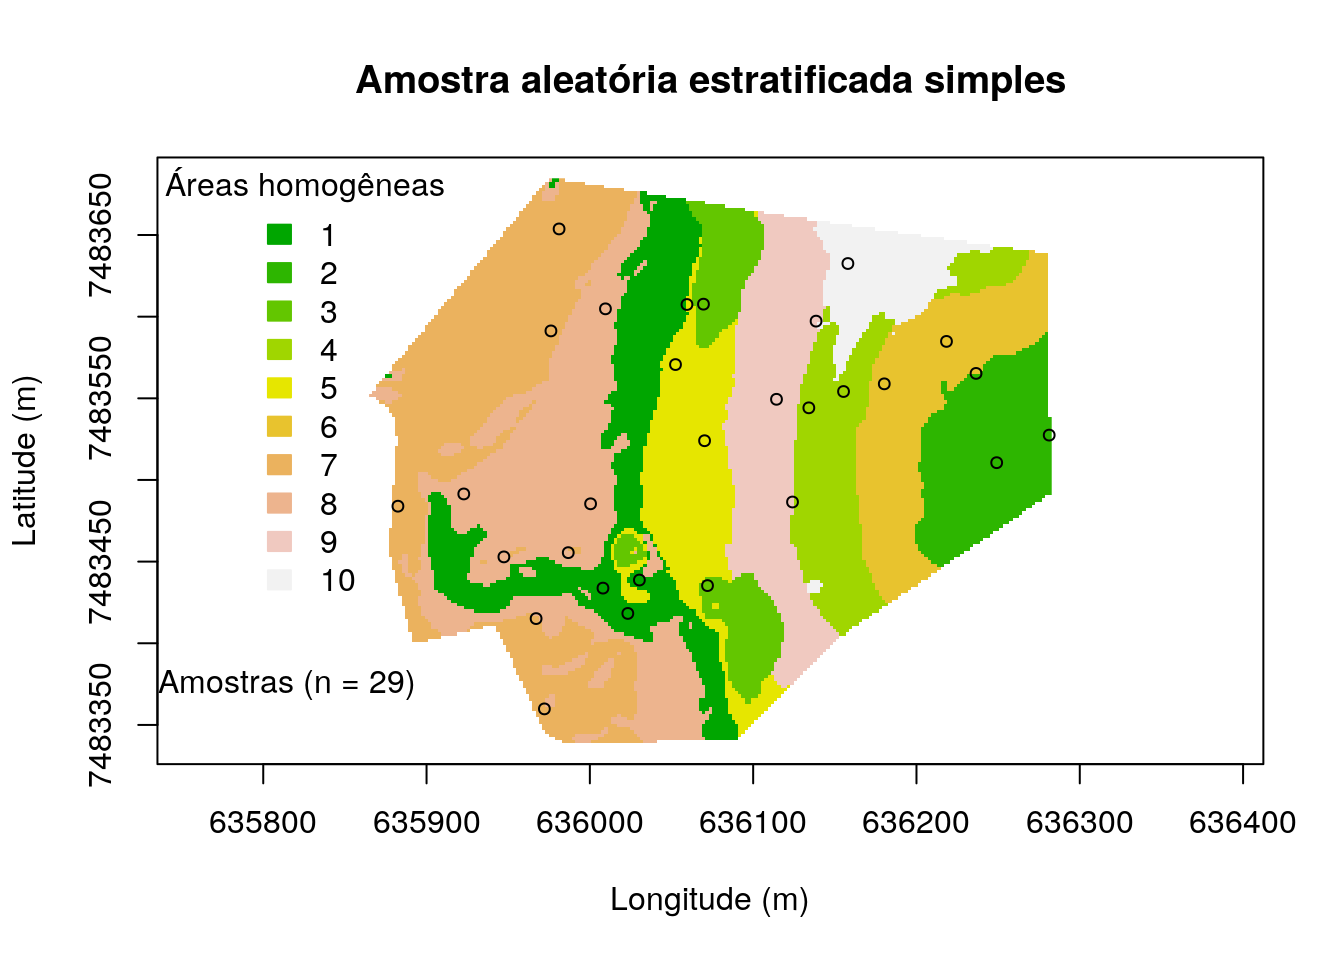 Amostra aleatória estratificada simples
Áreas homogêneas
1
2
3
4
5
6
7
8
9
10
Amostras (n = 29)
7483650
7483550
7483450
7483350
Latitude (m)
635800 635900 636000 636100 636200 636300 636400
Longitude (m)